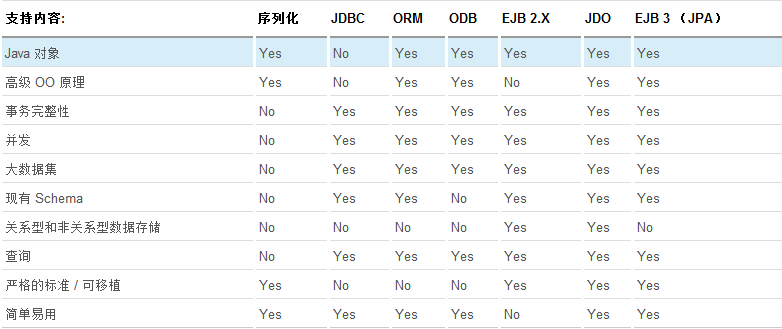 支持内容: 序列化 JDBC ORM ODB EJB 2.X JDO EJB 3 （JPA）
Java 对象 Yes No Yes Yes Yes Yes Yes
高级 OO 原理 Yes No Yes Yes No Yes Yes
事务完整性 No Yes Yes Yes Yes Yes Yes
并发 No Yes Yes Yes Yes Yes Yes
大数据集 No Yes Yes Yes Yes Yes Yes
现有 Schema No Yes Yes No Yes Yes Yes
关系型和非关系型数据存储 No No No No Yes Yes No
查询 No Yes Yes Yes Yes Yes Yes
严格的标准 / 可移植 Yes No No No Yes Yes Yes
简单易用 Yes Yes Yes Yes No Yes Yes